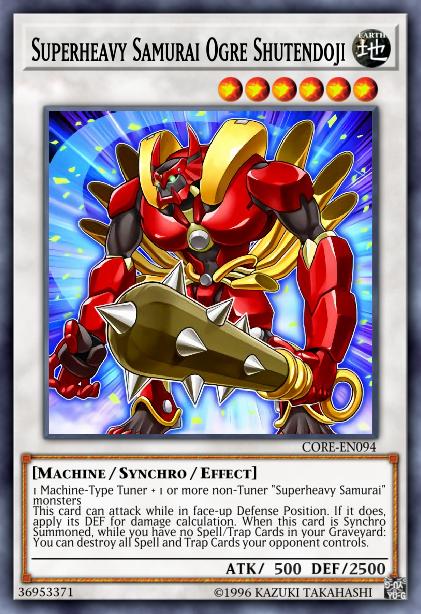 Superheavy Samurai Ogre Shutendoji
EARTH
地
CORE-EN094
[Machine / Synchro / Effect]
1 Machine-Type Tuner + 1 or more non-Tuner "Superheavy Samurai"
monsters
This card can attack while in face-up Defense Position. If it does,
apply its DEF for damage calculation. When this card is Synchro
Summoned, while you have no Spell/Trap Cards in your Graveyard:
You can destroy all Spell and Trap Cards your opponent controls.
ATK/ 500 DEF/2500
36953371
©1996 KAZUKI TAKAHASHI